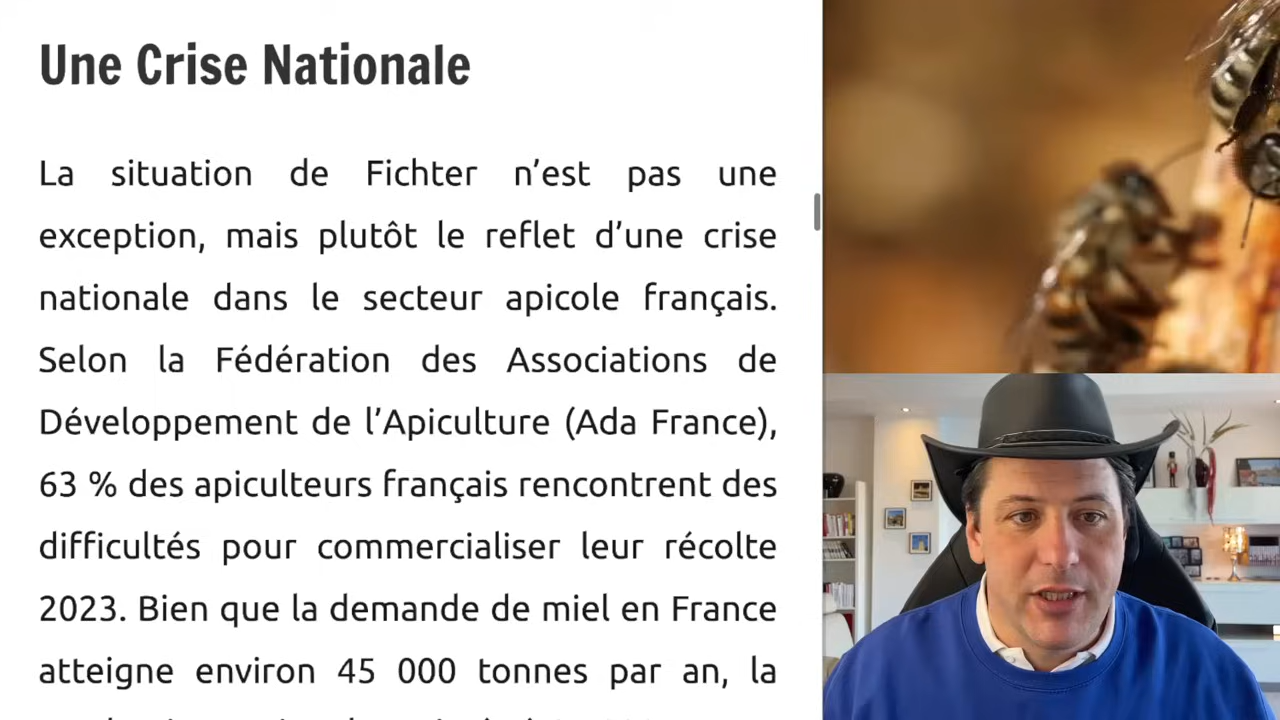 Une Crise Nationale
La situation de Fichter n’est pas une
exception, mais plutôt le reflet d’une crise
nationale dans le secteur apicole français.
Selon la Fédération des Associations de
Développement de l’Apiculture (Ada France),
63 % des apiculteurs français rencontrent des
difficultés pour commercialiser leur récolte
2023. Bien que la demande de miel en France
atteigne environ 45 000 tonnes par an, la